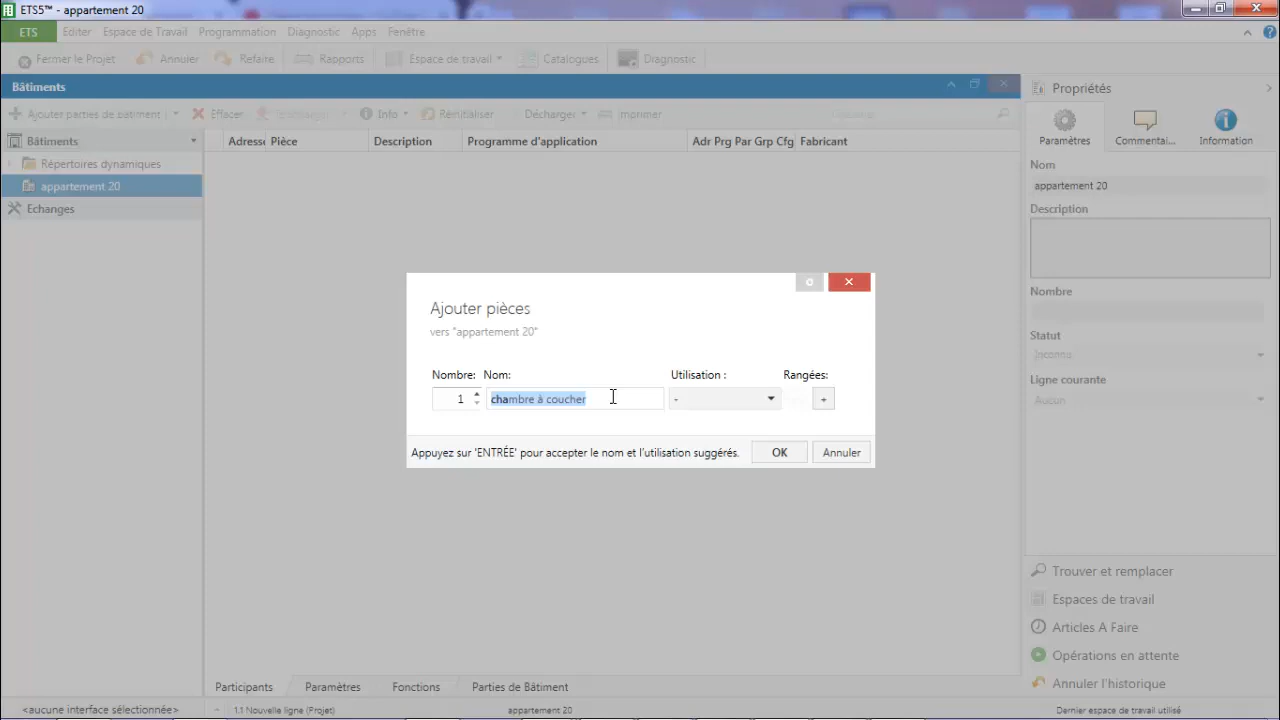 ETS5™ - appartement 20
ETS Editer Espace de Travail Programmation Diagnostic Apps Fenêtre
Fermer le Projet Annuler Refaire Rapports Espace de travail Catalogues Diagnostic
Bâtiments
Ajouter parties de bâtiment Effacer Télécharger Info Réinitialiser Décharger Imprimer
Bâtiments
Adresse Pièce Description Programme d'application Adr Prg Par Grp Cfg Fabricant
Répertoires dynamiques
appartement 20
Echanges
Propriétés
Paramètres Commentai... Information
Nom
appartement 20
Description
Nombre
Statut
Inconnu
Ligne courante
Aucun
Ajouter pièces
vers "appartement 20"
Nombre: Nom: Utilisation : Rangées:
1 chambre à coucher - +
Appuyez sur 'ENTRÉE' pour accepter le nom et l'utilisation suggérés. OK Annuler
Trouver et remplacer
Espaces de travail
Articles A Faire
Opérations en attente
Annuler l'historique
Participants Paramètres Fonctions Parties de Bâtiment
<aucune interface sélectionnée> 1.1 Nouvelle ligne (Projet) appartement 20 Dernier espace de travail utilisé